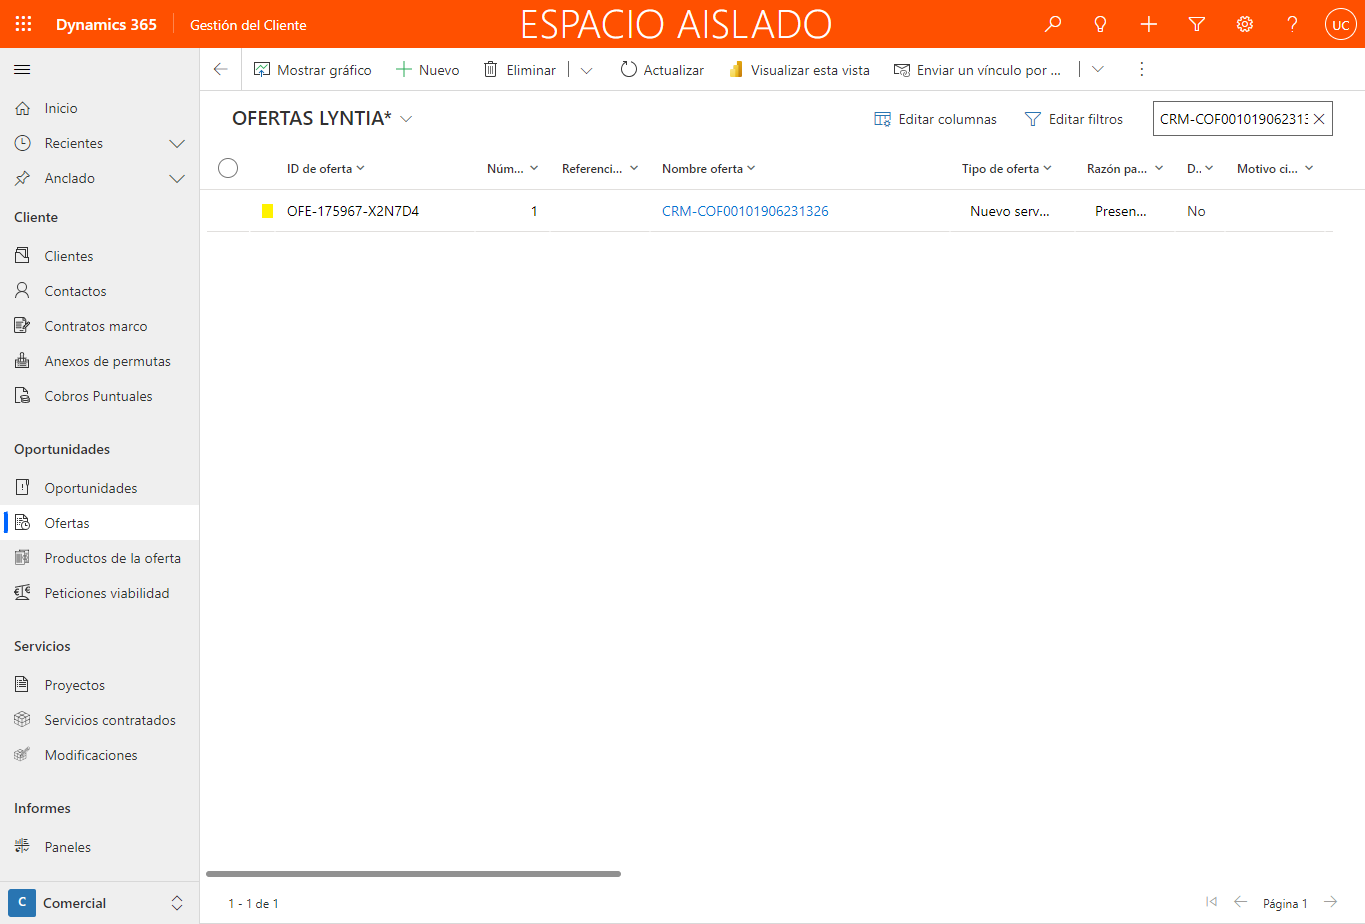 Dynamics 365 Gestión del Cliente ESPACIO AISLADO UC
Mostrar gráfico Nuevo Eliminar Actualizar Visualizar esta vista Enviar un vínculo por ...
Inicio
Recientes
Anclado
Cliente
Clientes
Contactos
Contratos marco
Anexos de permutas
Cobros Puntuales
Oportunidades
Oportunidades
Ofertas
Productos de la oferta
Peticiones viabilidad
Servicios
Proyectos
Servicios contratados
Modificaciones
Informes
Paneles
C Comercial
OFERTAS LYNTIA* Editar columnas Editar filtros
ID de oferta Núm... Referenci... Nombre oferta Tipo de oferta Razón pa... D.. Motivo ci...
OFE-175967-X2N7D4 1 CRM-COF00101906231326 Nuevo serv... Presen... No
1 - 1 de 1 Página 1